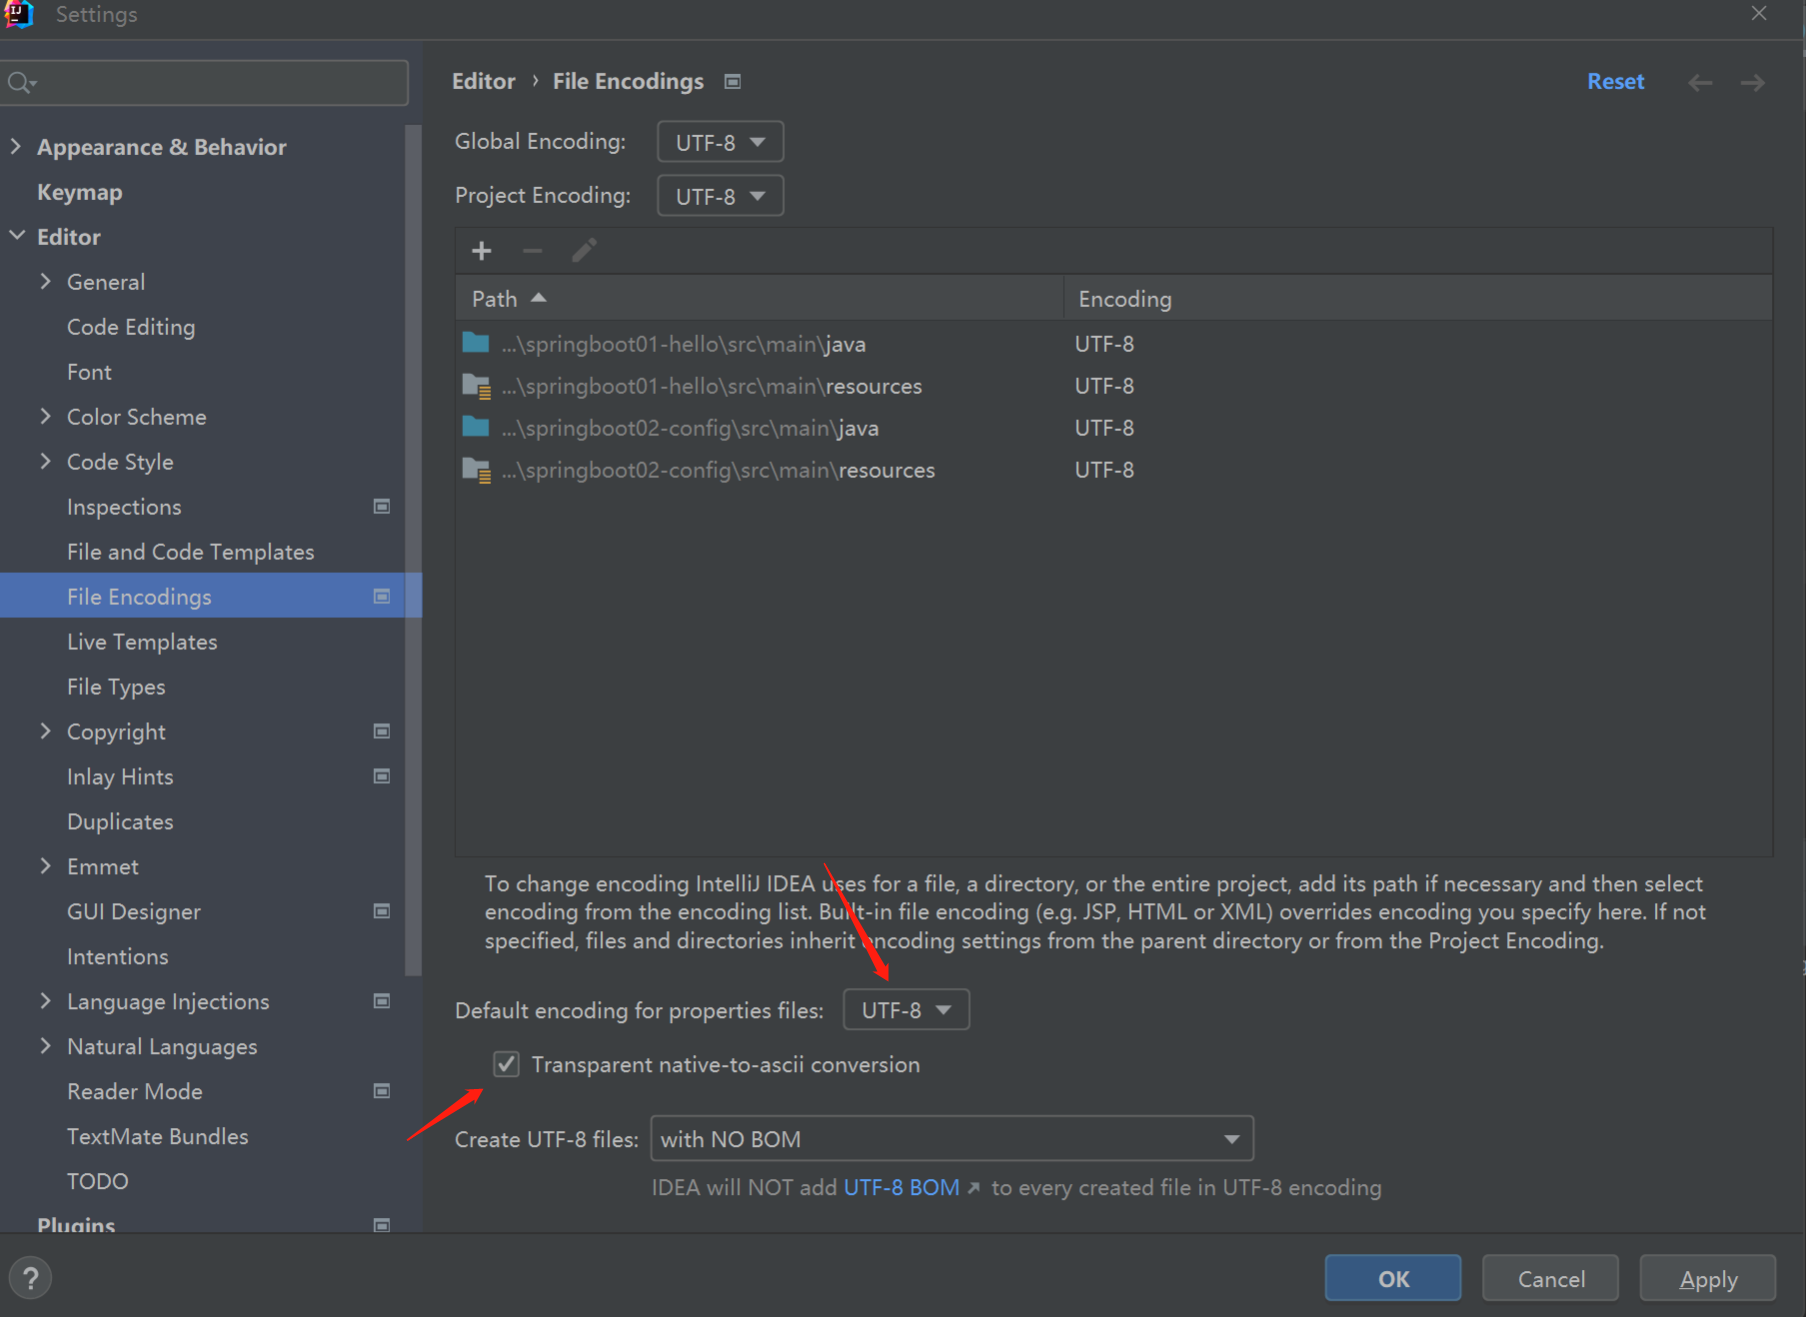 Settings
Editor › File Encodings
Reset
Appearance & Behavior
Keymap
Editor
General
Code Editing
Font
Color Scheme
Code Style
Inspections
File and Code Templates
File Encodings
Live Templates
File Types
Copyright
Inlay Hints
Duplicates
Emmet
GUI Designer
Intentions
Language Injections
Natural Languages
Reader Mode
TextMate Bundles
TODO
Plugins
Global Encoding: UTF-8
Project Encoding: UTF-8
Path Encoding
...\springboot01-hello\src\main\java UTF-8
...\springboot01-hello\src\main\resources UTF-8
...\springboot02-config\src\main\java UTF-8
...\springboot02-config\src\main\resources UTF-8
To change encoding IntelliJ IDEA uses for a file, a directory, or the entire project, add its path if necessary and then select
encoding from the encoding list. Built-in file encoding (e.g. JSP, HTML or XML) overrides encoding you specify here. If not
specified, files and directories inherit encoding settings from the parent directory or from the Project Encoding.
Default encoding for properties files: UTF-8
Transparent native-to-ascii conversion
Create UTF-8 files: with NO BOM
IDEA will NOT add UTF-8 BOM ↗ to every created file in UTF-8 encoding
?
OK
Cancel
Apply